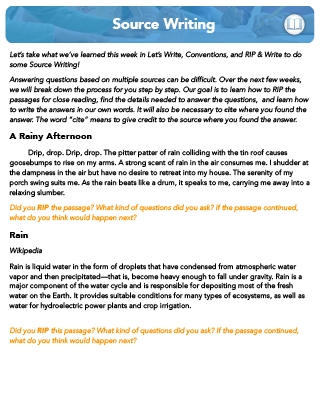 Source Writing
Let's take what we've learned this week in Let's Write, Conventions, and RIP & Write to do
some Source Writing!
Answering questions based on multiple sources can be difficult. Over the next few weeks,
we will break down the process for you step by step. Our goal is to learn how to RIP the
passages for close reading, find the details needed to answer the questions, and learn how
to write the answers in our own words. It will also be necessary to cite where you found the
answer. The word "cite" means to give credit to the source where you found the answer.
A Rainy Afternoon
Drip, drop. Drip, drop. The pitter patter of rain colliding with the tin roof causes
goosebumps to rise on my arms. A strong scent of rain in the air consumes me. I shudder at
the dampness in the air but have no desire to retreat into my house. The serenity of my
porch swing suits me. As the rain beats like a drum, it speaks to me, carrying me away into a
relaxing slumber.
Did you RIP the passage? What kind of questions did you ask? If the passage continued,
what do you think would happen next?
Rain
Wikipedia
Rain is liquid water in the form of droplets that have condensed from atmospheric water
vapor and then precipitated—that is, become heavy enough to fall under gravity. Rain is a
major component of the water cycle and is responsible for depositing most of the fresh
water on the Earth. It provides suitable conditions for many types of ecosystems, as well as
water for hydroelectric power plants and crop irrigation.
Did you RIP this passage? What kind of questions did you ask? If the passage continued,
what do you think would happen next?